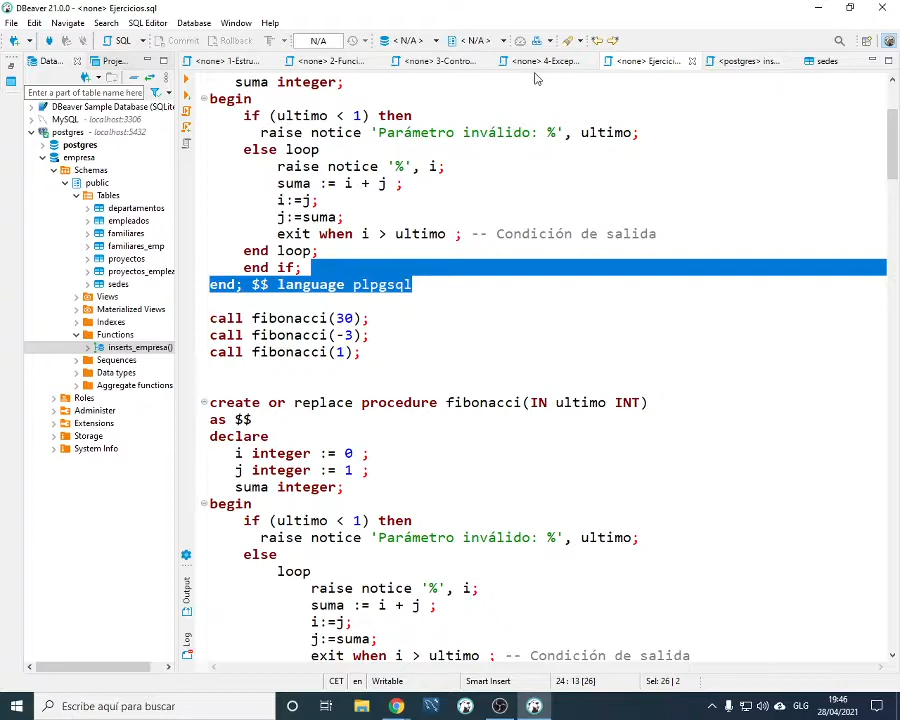 DBeaver 21.0.0 - <none> Ejercicios.sql
File Edit Navigate Search SQL Editor Database Window Help
SQL Commit Rollback T N/A < N/A > < N/A >
Data... Proje... <none> 1-Estru... <none> 2-Funci... <none> 3-Contro... <none> 4-Excep... <none> Ejercici... <postgres> ins... sedes
Enter a part of table name here
DBeaver Sample Database (SQLite
MySQL - localhost:3306
postgres - localhost:5432
postgres
empresa
Schemas
public
Tables
departamentos
empleados
familiares
familiares_emp
proyectos
proyectos_emplea
sedes
Views
Materialized Views
Indexes
Functions
inserts_empresa()
Sequences
Data types
Aggregate functions
Roles
Administer
Extensions
Storage
System Info
Output
Log
suma integer;
begin
if (ultimo < 1) then
raise notice 'Parámetro inválido: %', ultimo;
else loop
raise notice '%', i;
suma := i + j ;
i:=j;
j:=suma;
exit when i > ultimo ; -- Condición de salida
end loop;
end if;
end; $$ language plpgsql
call fibonacci(30);
call fibonacci(-3);
call fibonacci(1);
create or replace procedure fibonacci(IN ultimo INT)
as $$
declare
i integer := 0 ;
j integer := 1 ;
suma integer;
begin
if (ultimo < 1) then
raise notice 'Parámetro inválido: %', ultimo;
else
loop
raise notice '%', i;
suma := i + j ;
i:=j;
j:=suma;
exit when i > ultimo ; -- Condición de salida
CET en Writable Smart Insert 24 : 13 [26] Sel: 26 | 2
Escribe aquí para buscar
GLG
19:46
28/04/2021